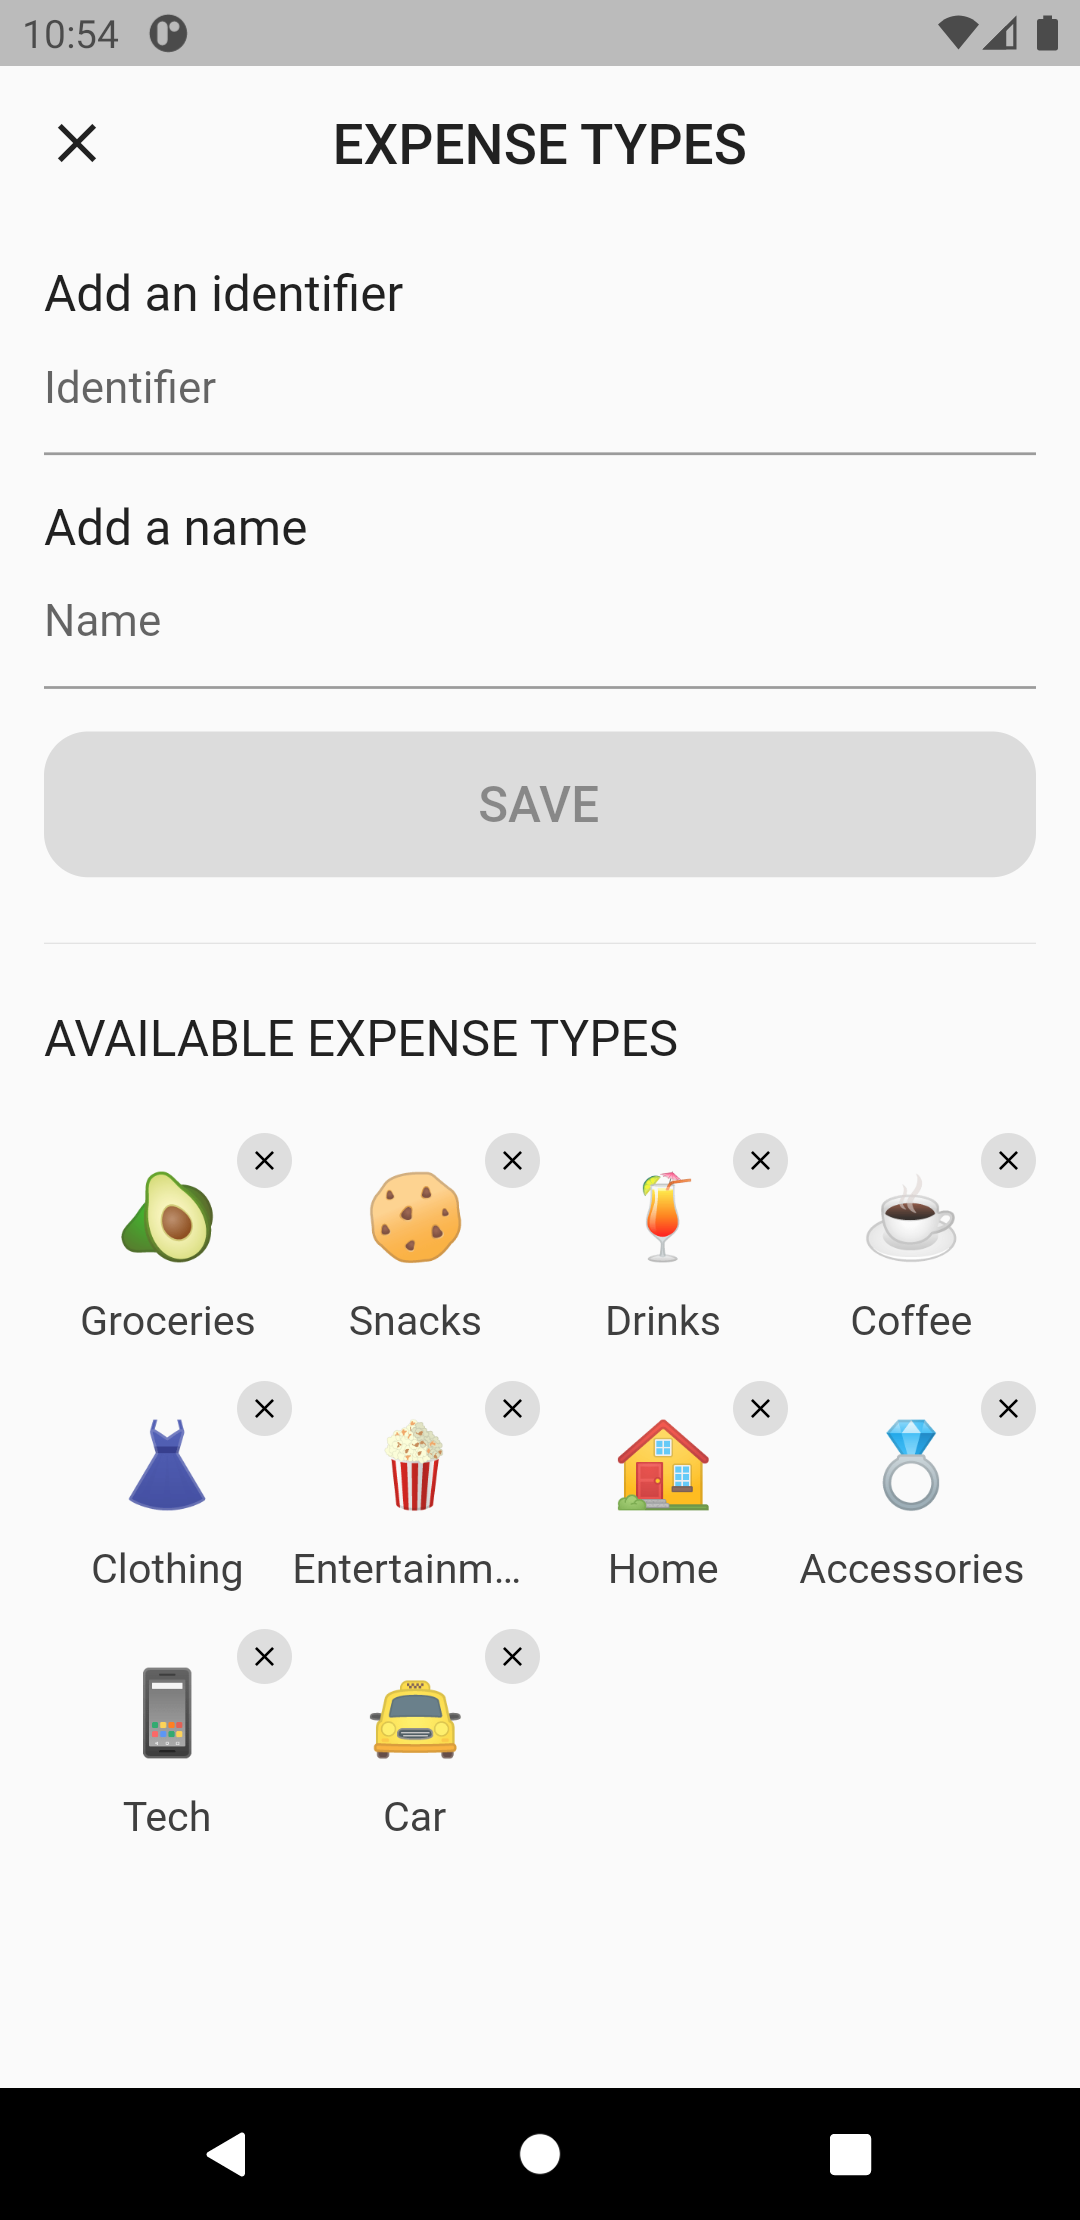 10:54
EXPENSE TYPES
Add an identifier
Identifier
Add a name
Name
SAVE
AVAILABLE EXPENSE TYPES
Groceries Snacks Drinks Coffee
Clothing Entertainm... Home Accessories
Tech Car